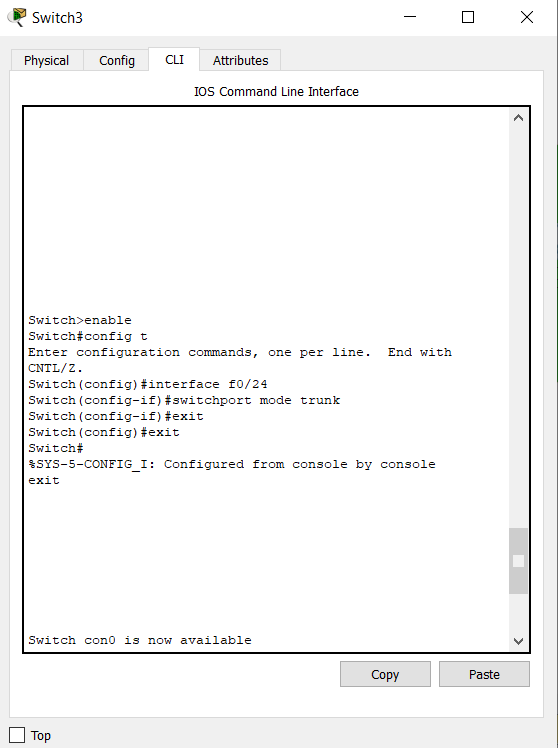 Switch3
Physical
Config
CLI
Attributes
IOS Command Line Interface
Switch>enable
Switch#config t
Enter configuration commands, one per line.  End with
CNTL/Z.
Switch(config)#interface f0/24
Switch(config-if)#switchport mode trunk
Switch(config-if)#exit
Switch(config)#exit
Switch#
%SYS-5-CONFIG_I: Configured from console by console
exit
Switch con0 is now available
Copy
Paste
Top